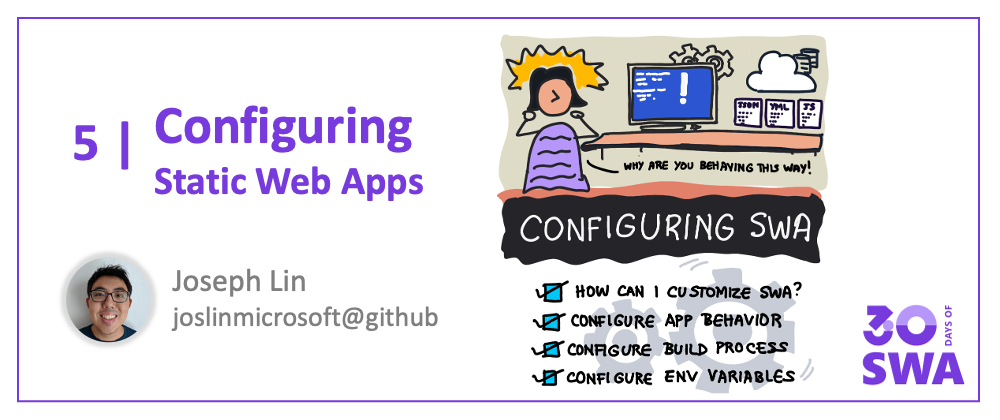 5 |
Configuring
Static Web Apps
Joseph Lin
joslinmicrosoft@github
JSON
YML
JS
WHY ARE YOU BEHAVING THIS WAY!
CONFIGURING SWA
HOW CAN I CUSTOMIZE SWA?
CONFIGURE APP BEHAVIOR
CONFIGURE BUILD PROCESS
CONFIGURE ENV VARIABLES
30
DAYS OF
SWA